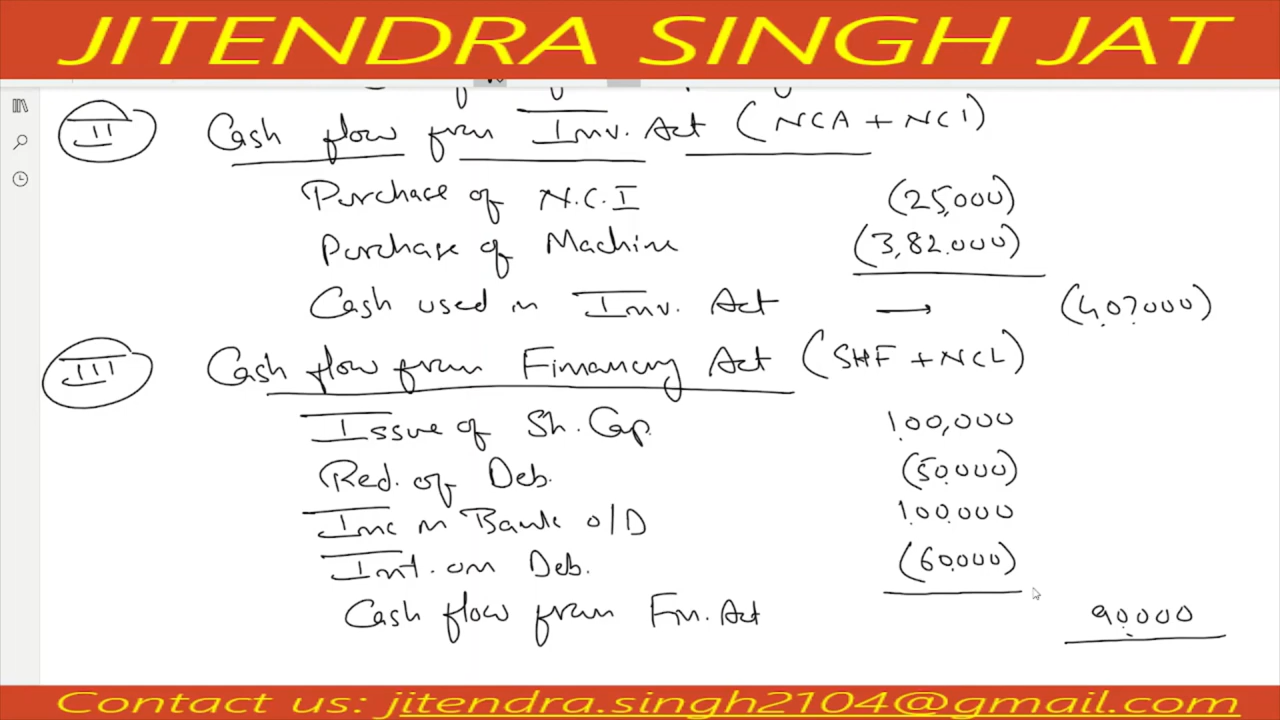 JITENDRA SINGH JAT
II Cash flow from Inv. Act (NCA + NCI)
Purchase of N.C.I (25,000)
Purchase of Machine (3,82,000)
Cash used in Inv. Act → (4,07,000)
III Cash flow from Financing Act (SHF + NCL)
Issue of Sh. Cap. 1,00,000
Red. of Deb. (50,000)
Inc in Bank O/D 1,00,000
Int. on Deb. (60,000)
Cash flow from Fin. Act 90,000
Contact us: jitendra.singh2104@gmail.com